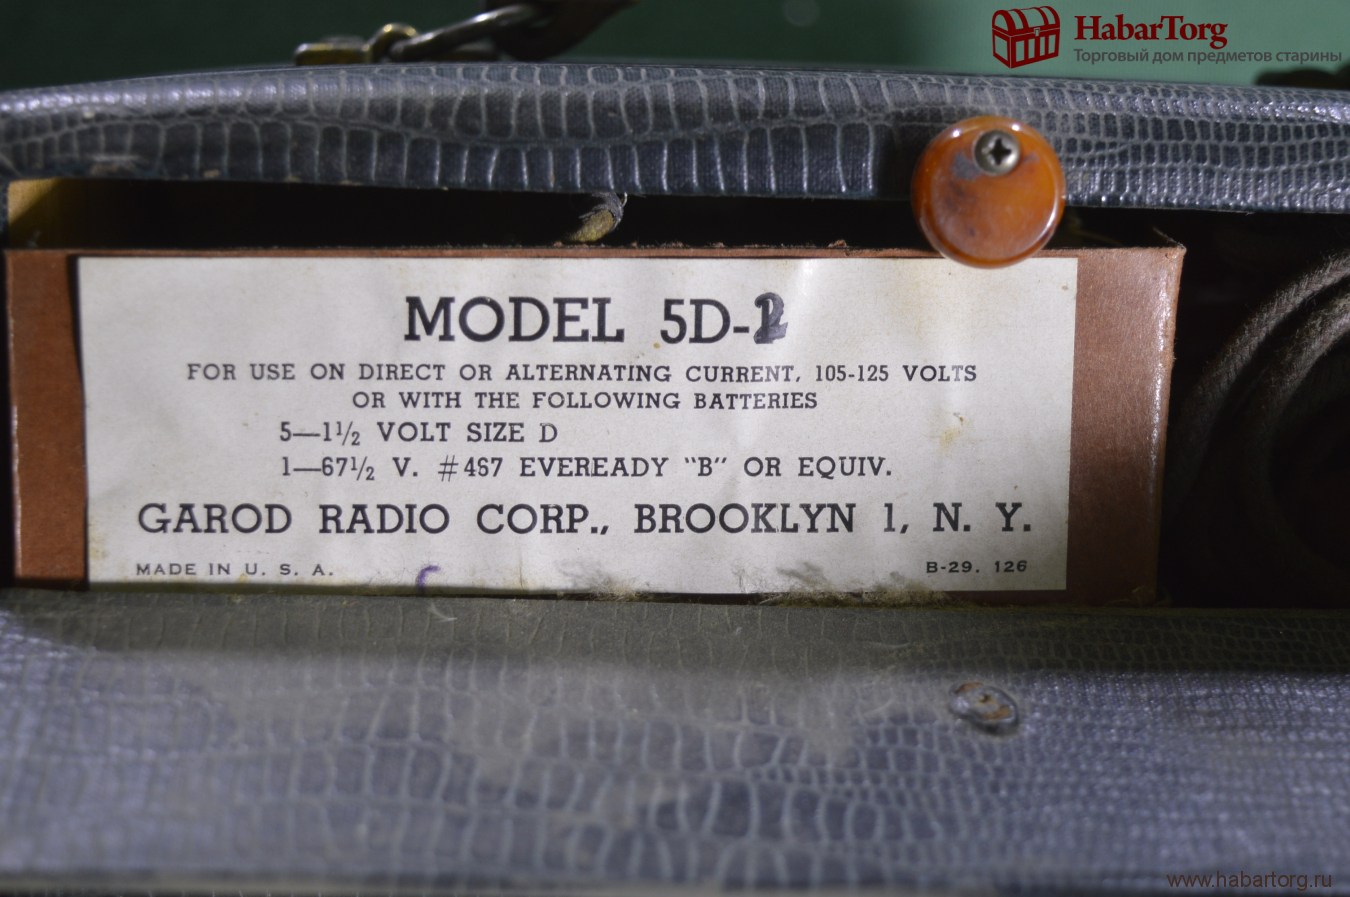 HabarTorg
Торговый дом предметов старины
MODEL 5D-2
FOR USE ON DIRECT OR ALTERNATING CURRENT, 105-125 VOLTS
OR WITH THE FOLLOWING BATTERIES
5—1½ VOLT SIZE D
1—67½ V. #467 EVEREADY "B" OR EQUIV.
GAROD RADIO CORP., BROOKLYN 1, N. Y.
MADE IN U. S. A.
B-29. 126
www.habartorg.ru